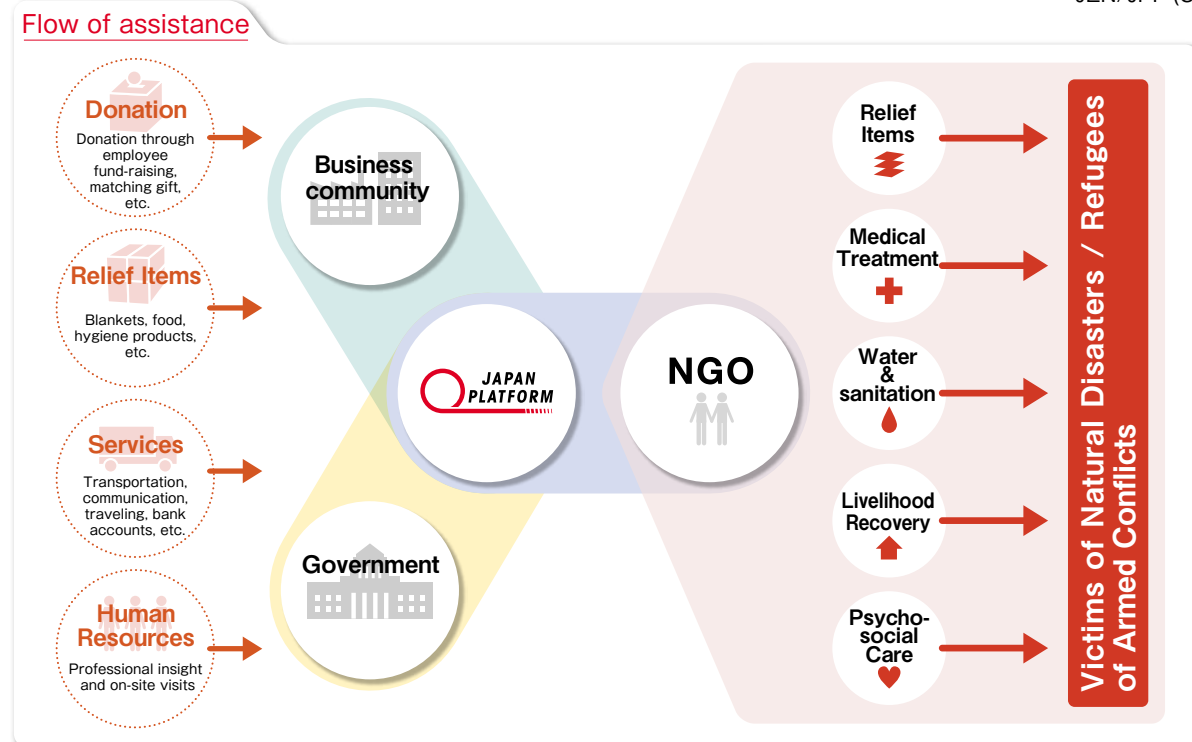 Flow of assistance
Donation
Donation through
employee
fund-raising,
matching gift,
etc.
Relief Items
Blankets, food,
hygiene products,
etc.
Services
Transportation,
communication,
traveling, bank
accounts, etc.
Human
Resources
Professional insight
and on-site visits
Business
community
Government
JAPAN
PLATFORM
NGO
Relief
Items
Medical
Treatment
Water
&
sanitation
Livelihood
Recovery
Psycho-
social
Care
Victims of Natural Disasters / Refugees
of Armed Conflicts